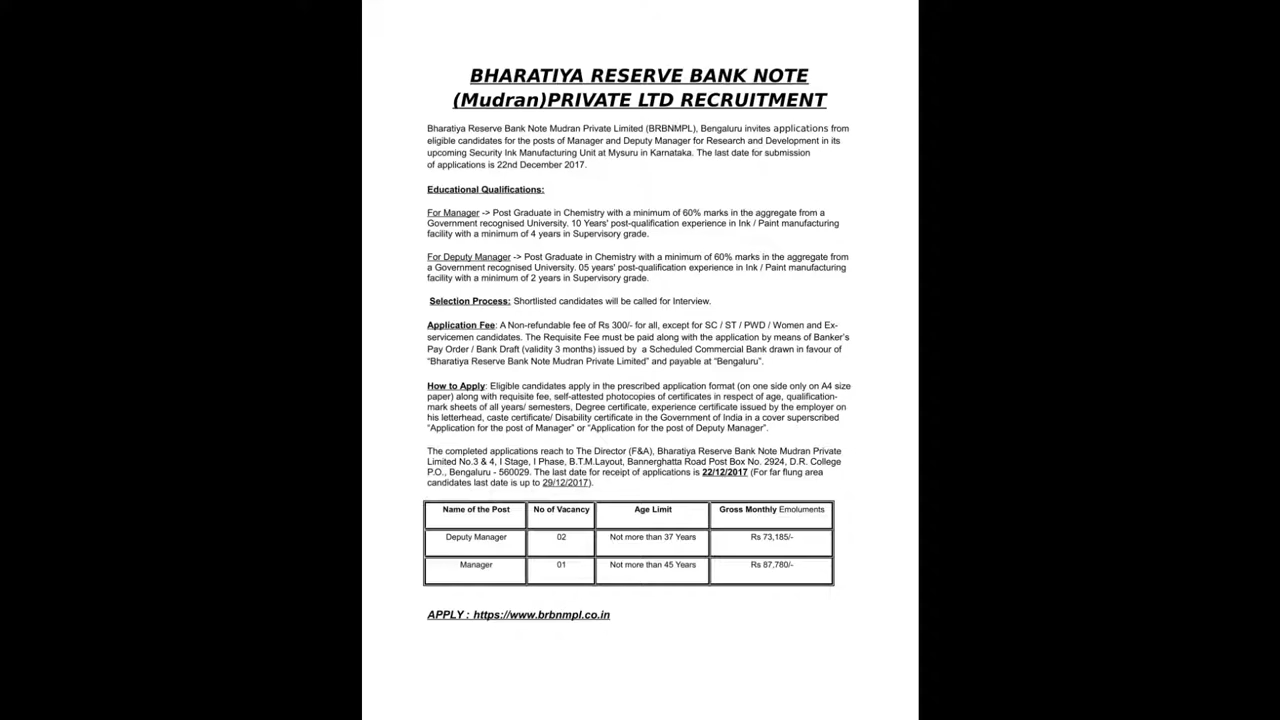 BHARATIYA RESERVE BANK NOTE
(Mudran)PRIVATE LTD RECRUITMENT
Bharatiya Reserve Bank Note Mudran Private Limited (BRBNMPL), Bengaluru invites applications from
eligible candidates for the posts of Manager and Deputy Manager for Research and Development in its
upcoming Security Ink Manufacturing Unit at Mysuru in Karnataka. The last date for submission
of applications is 22nd December 2017.
Educational Qualifications:
For Manager -> Post Graduate in Chemistry with a minimum of 60% marks in the aggregate from a
Government recognised University. 10 Years' post-qualification experience in Ink / Paint manufacturing
facility with a minimum of 4 years in Supervisory grade.
For Deputy Manager -> Post Graduate in Chemistry with a minimum of 60% marks in the aggregate from
a Government recognised University. 05 years' post-qualification experience in Ink / Paint manufacturing
facility with a minimum of 2 years in Supervisory grade.
Selection Process: Shortlisted candidates will be called for Interview.
Application Fee: A Non-refundable fee of Rs 300/- for all, except for SC / ST / PWD / Women and Ex-
servicemen candidates. The Requisite Fee must be paid along with the application by means of Banker's
Pay Order / Bank Draft (validity 3 months) issued by a Scheduled Commercial Bank drawn in favour of
“Bharatiya Reserve Bank Note Mudran Private Limited” and payable at “Bengaluru”.
How to Apply: Eligible candidates apply in the prescribed application format (on one side only on A4 size
paper) along with requisite fee, self-attested photocopies of certificates in respect of age, qualification-
mark sheets of all years/ semesters, Degree certificate, experience certificate issued by the employer on
his letterhead, caste certificate/ Disability certificate in the Government of India in a cover superscribed
“Application for the post of Manager” or “Application for the post of Deputy Manager”.
The completed applications reach to The Director (F&A), Bharatiya Reserve Bank Note Mudran Private
Limited No.3 & 4, I Stage, I Phase, B.T.M.Layout, Bannerghatta Road Post Box No. 2924, D.R. College
P.O., Bengaluru - 560029. The last date for receipt of applications is 22/12/2017 (For far flung area
candidates last date is up to 29/12/2017).
Name of the Post No of Vacancy Age Limit Gross Monthly Emoluments
Deputy Manager 02 Not more than 37 Years Rs 73,185/-
Manager 01 Not more than 45 Years Rs 87,780/-
APPLY : https://www.brbnmpl.co.in